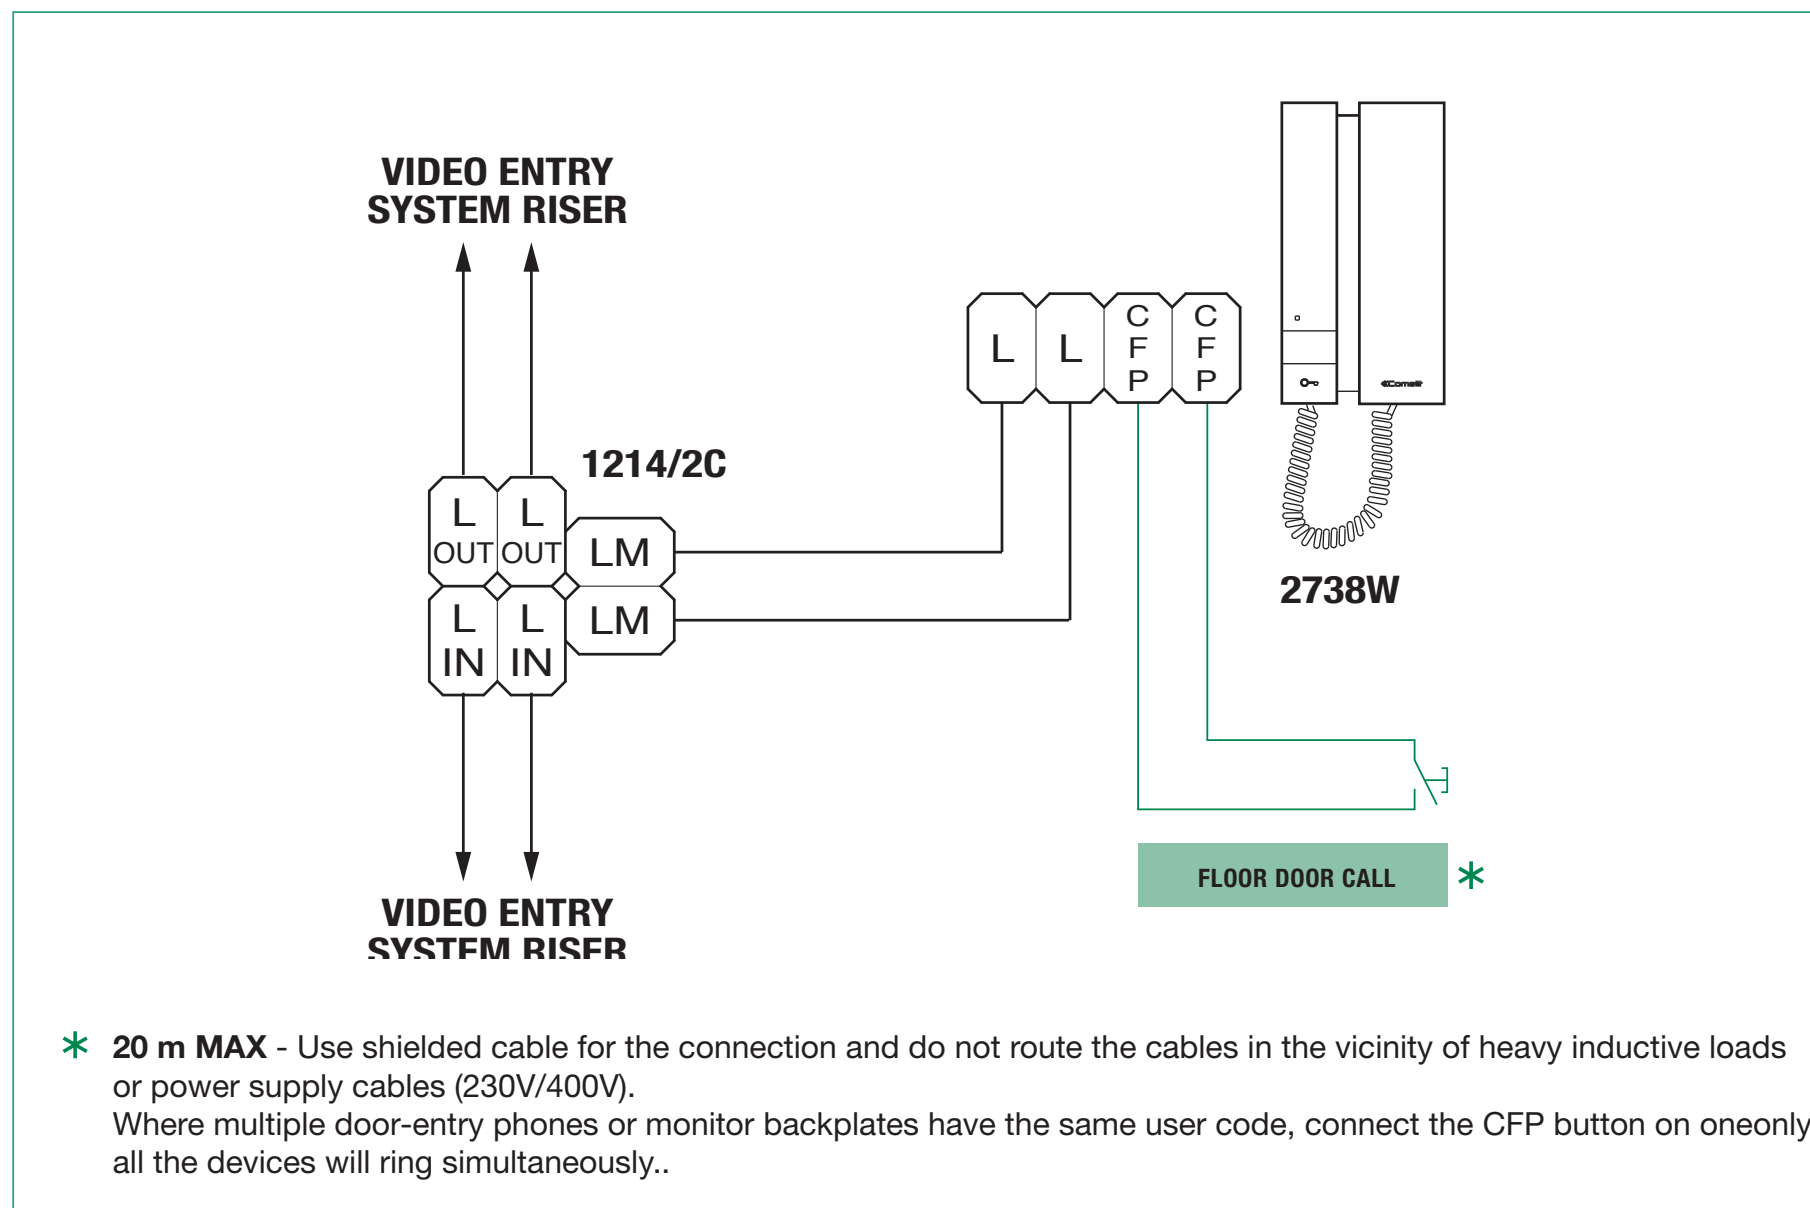 VIDEO ENTRY
SYSTEM RISER
L
L
C
F
P
C
F
P
Comelit
1214/2C
L
OUT
L
OUT
LM
LM
L
IN
L
IN
2738W
FLOOR DOOR CALL *
VIDEO ENTRY
SYSTEM RISER
* 20 m MAX - Use shielded cable for the connection and do not route the cables in the vicinity of heavy inductive loads
or power supply cables (230V/400V).
Where multiple door-entry phones or monitor backplates have the same user code, connect the CFP button on oneonly
all the devices will ring simultaneously..